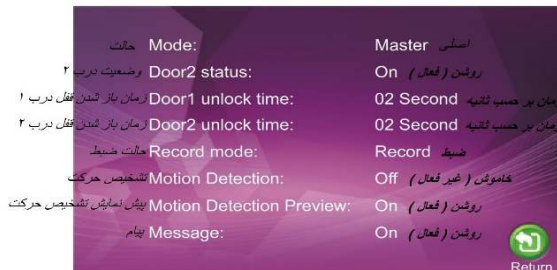 حالت Mode: Master اصلی
وضعیت درب ۲ Door2 status: On روشن ( فعال )
زمان باز شدن قفل درب ۱ Door1 unlock time: 02 Second زمان بر حسب ثانیه
زمان باز شدن قفل درب ۲ Door2 unlock time: 02 Second زمان بر حسب ثانیه
حالت ضبط Record mode: Record ضبط
تشخیص حرکت Motion Detection: Off خاموش ( غیر فعال )
پیش نمایش تشخیص حرکت Motion Detection Preview: On روشن ( فعال )
پیام Message: On روشن ( فعال )
Return